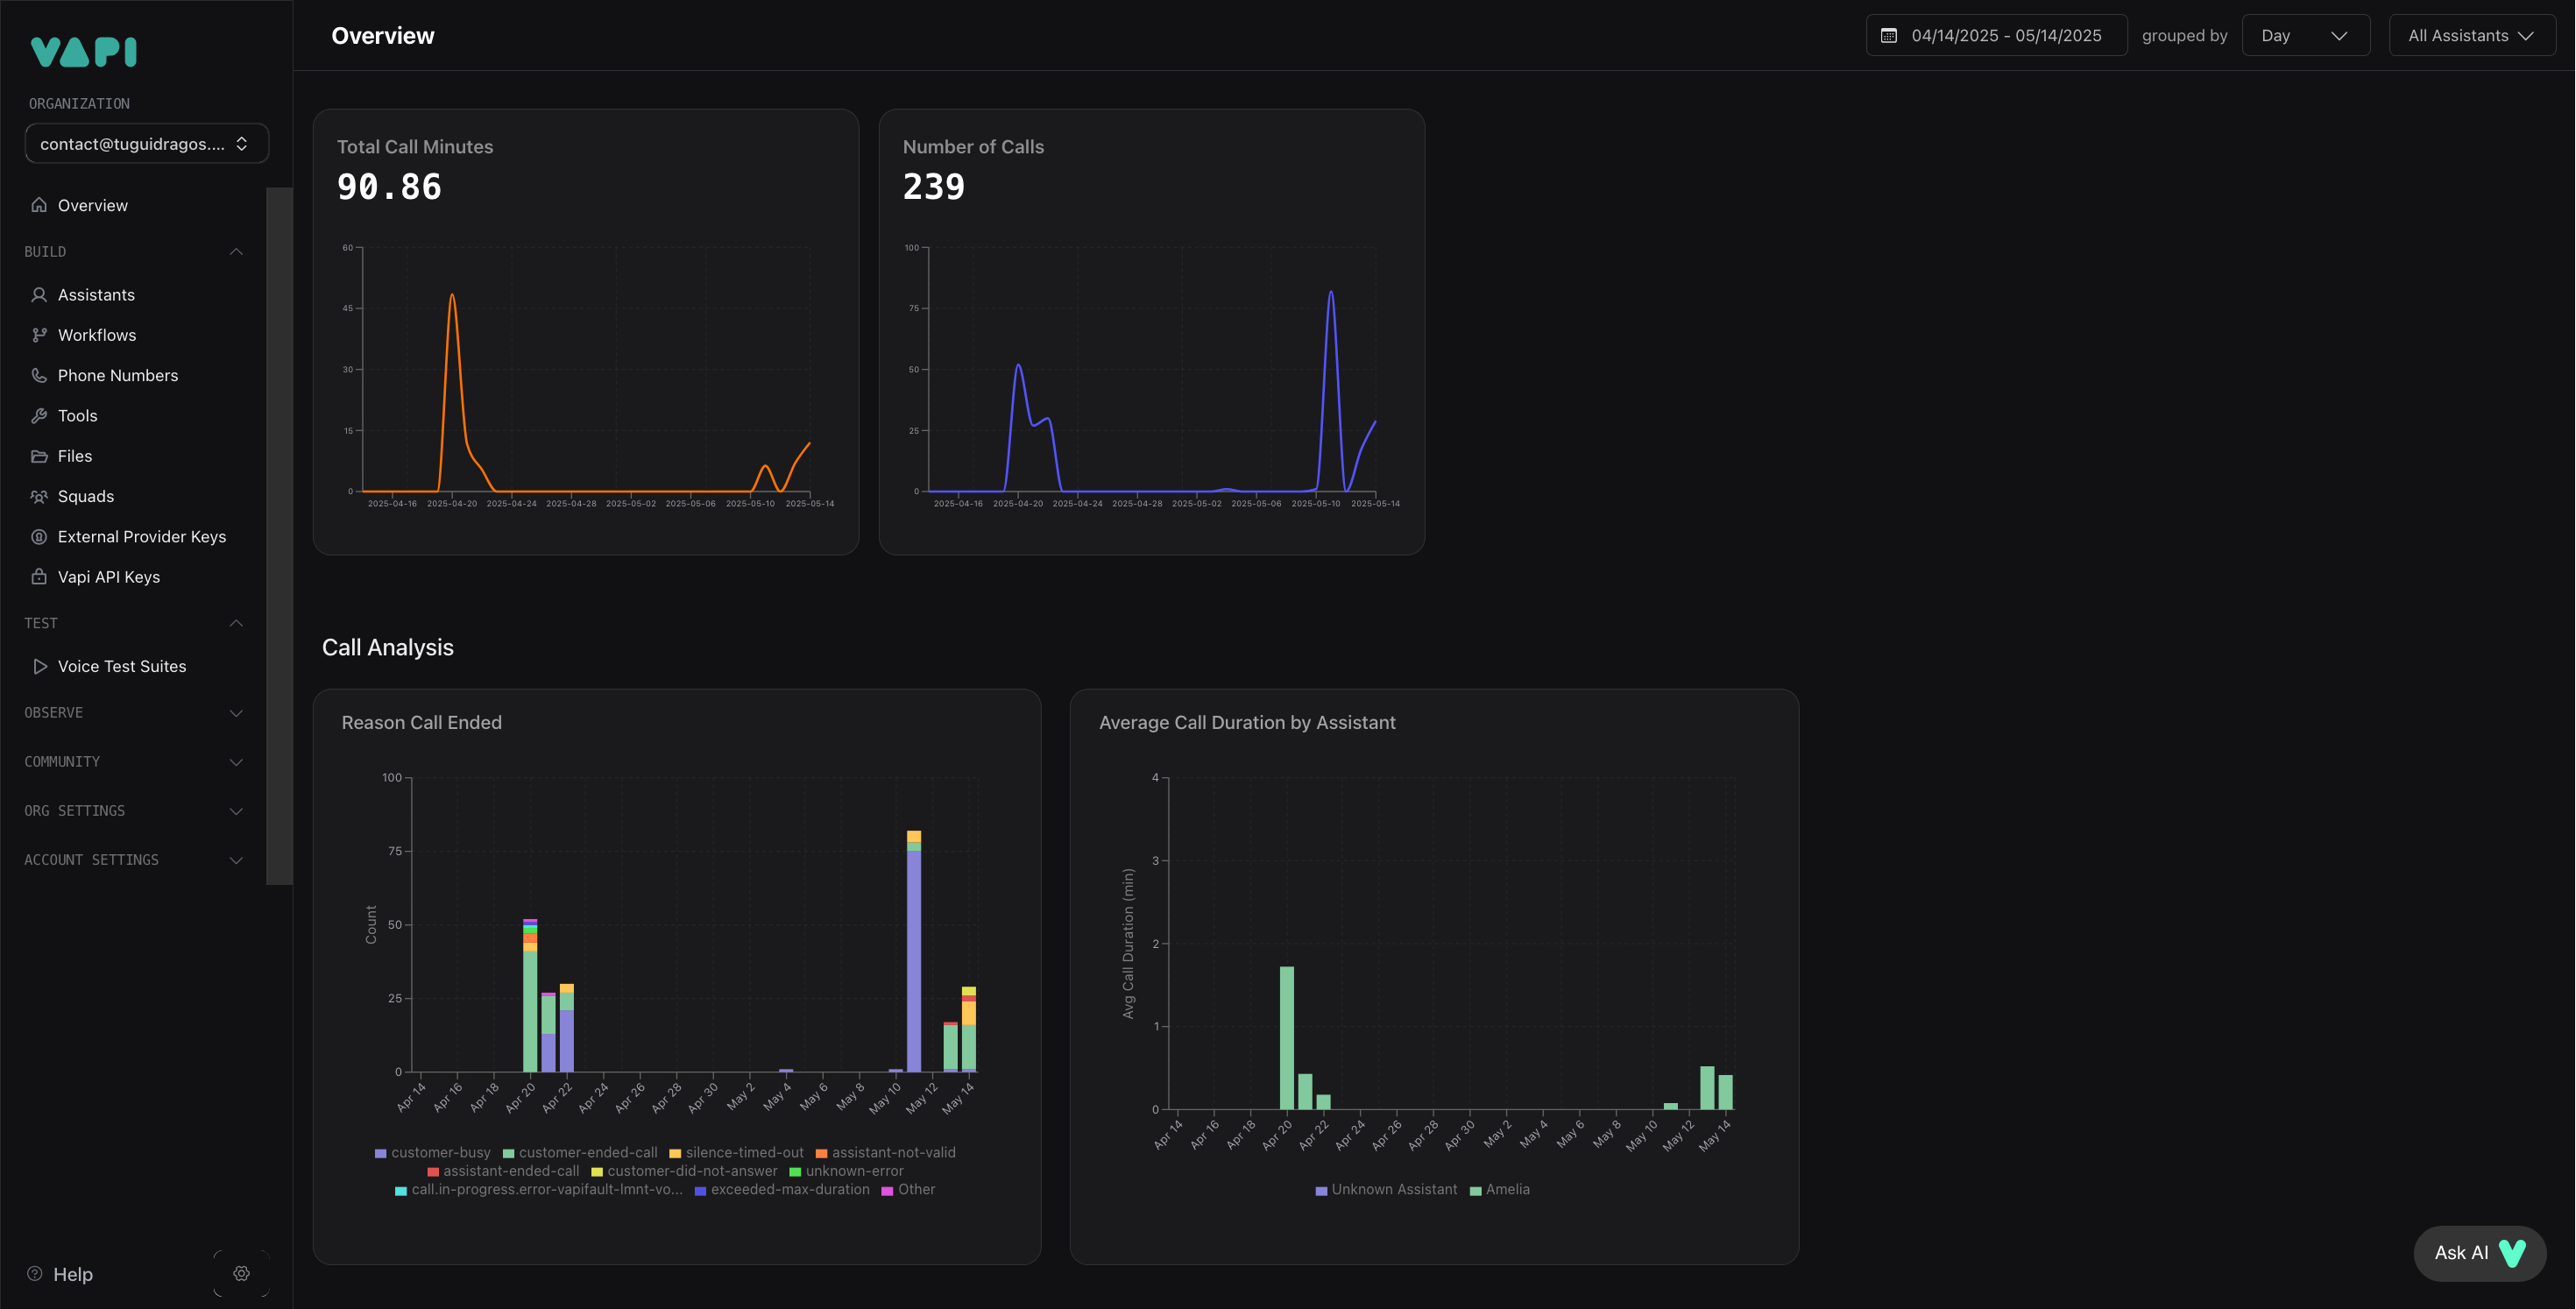 VAPI
ORGANIZATION
contact@tuguidragos....
Overview
BUILD
Assistants
Workflows
Phone Numbers
Tools
Files
Squads
External Provider Keys
Vapi API Keys
TEST
Voice Test Suites
OBSERVE
COMMUNITY
ORG SETTINGS
ACCOUNT SETTINGS
Help
Overview
04/14/2025 - 05/14/2025 grouped by Day All Assistants
Total Call Minutes
90.86
60
45
30
15
0
2025-04-16 2025-04-20 2025-04-24 2025-04-28 2025-05-02 2025-05-06 2025-05-10 2025-05-14
Number of Calls
239
100
75
50
25
0
2025-04-16 2025-04-20 2025-04-24 2025-04-28 2025-05-02 2025-05-06 2025-05-10 2025-05-14
Call Analysis
Reason Call Ended
100
75
50
25
0
Count
Apr 14 Apr 16 Apr 18 Apr 20 Apr 22 Apr 24 Apr 26 Apr 28 Apr 30 May 2 May 4 May 6 May 8 May 10 May 12 May 14
customer-busy customer-ended-call silence-timed-out assistant-not-valid
assistant-ended-call customer-did-not-answer unknown-error
call.in-progress.error-vapifault-lmnt-vo... exceeded-max-duration Other
Average Call Duration by Assistant
4
3
2
1
0
Avg Call Duration (min)
Apr 14 Apr 16 Apr 18 Apr 20 Apr 22 Apr 24 Apr 26 Apr 28 Apr 30 May 2 May 4 May 6 May 8 May 10 May 12 May 14
Unknown Assistant Amelia
Ask AI